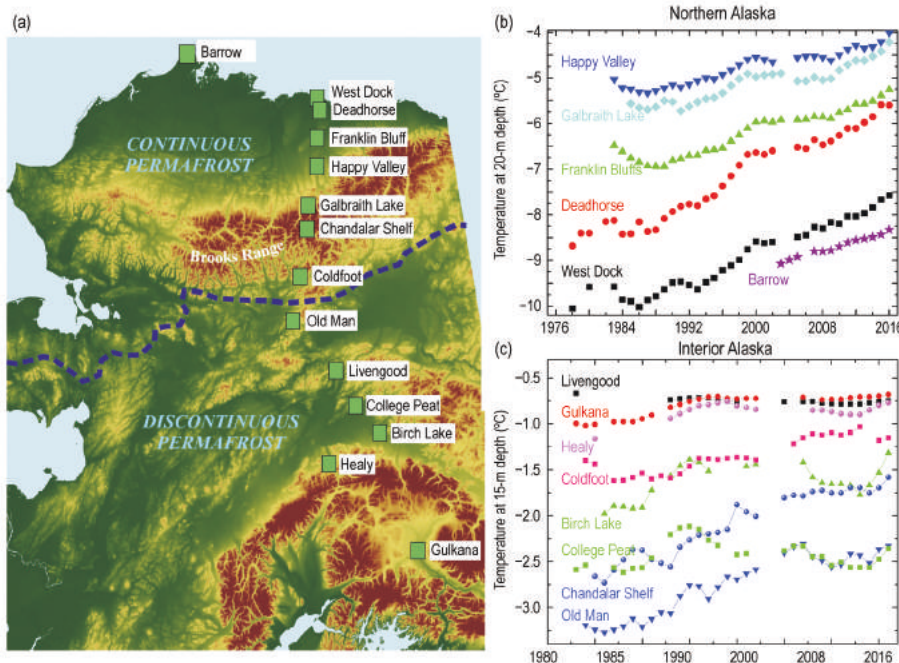 (a)
Barrow
West Dock
Deadhorse
CONTINUOUS
PERMAFROST
Franklin Bluff
Happy Valley
Galbraith Lake
Chandalar Shelf
Brooks Range
Coldfoot
Old Man
Livengood
College Peat
DISCONTINUOUS
PERMAFROST
Birch Lake
Healy
Gulkana
(b)
Northern Alaska
Temperature at 20-m depth (ºC)
−4
−5
−6
−7
−8
−9
−10
Happy Valley
Galbraith Lake
Franklin Bluffs
Deadhorse
West Dock
Barrow
1976 1984 1992 2000 2008 2016
(c)
Interior Alaska
Temperature at 15-m depth (ºC)
−0.5
−1.0
−1.5
−2.0
−2.5
−3.0
Livengood
Gulkana
Healy
Coldfoot
Birch Lake
College Peat
Chandalar Shelf
Old Man
1980 1985 1992 2000 2008 2016